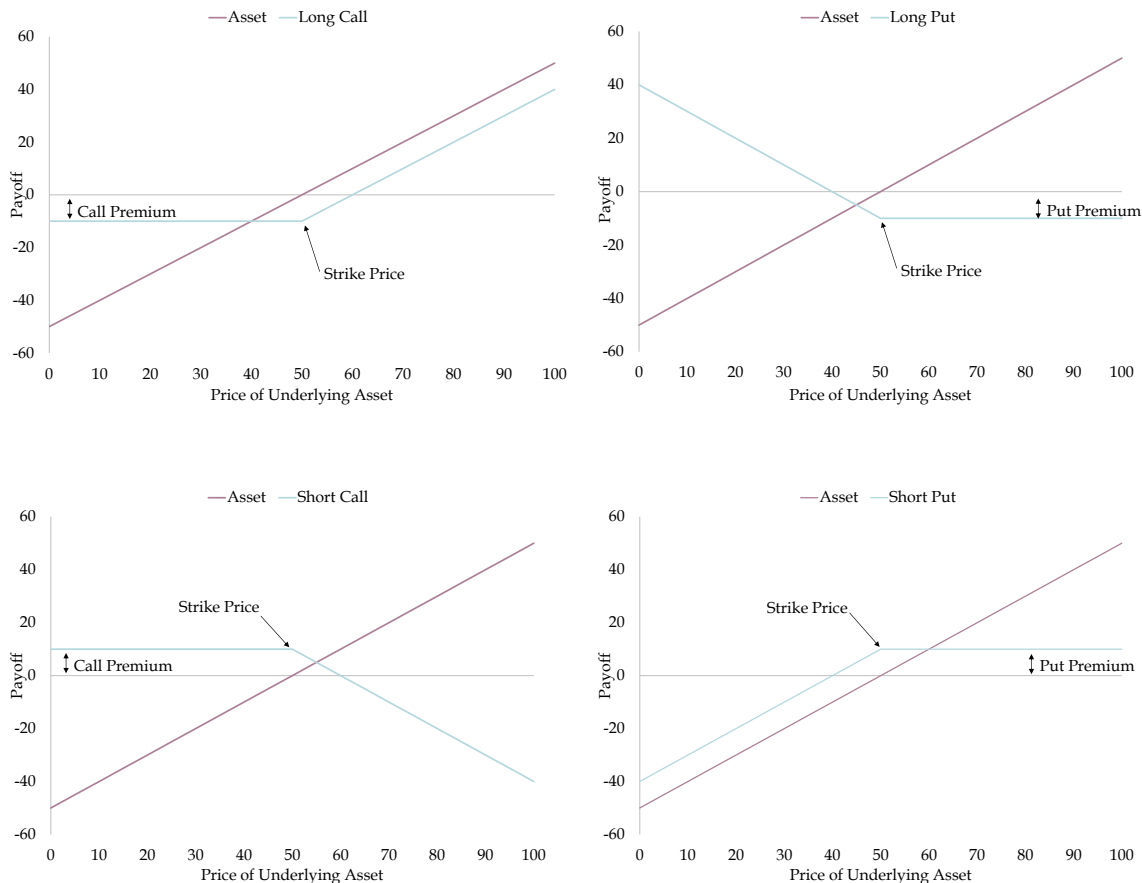 Asset Long Call
60
40
20
0
-20
-40
-60
Payoff
Call Premium
Strike Price
0 10 20 30 40 50 60 70 80 90 100
Price of Underlying Asset
Asset Long Put
60
40
20
0
-20
-40
-60
Payoff
Put Premium
Strike Price
0 10 20 30 40 50 60 70 80 90 100
Price of Underlying Asset
Asset Short Call
60
40
20
0
-20
-40
-60
Payoff
Strike Price
Call Premium
0 10 20 30 40 50 60 70 80 90 100
Price of Underlying Asset
Asset Short Put
60
40
20
0
-20
-40
-60
Payoff
Strike Price
Put Premium
0 10 20 30 40 50 60 70 80 90 100
Price of Underlying Asset